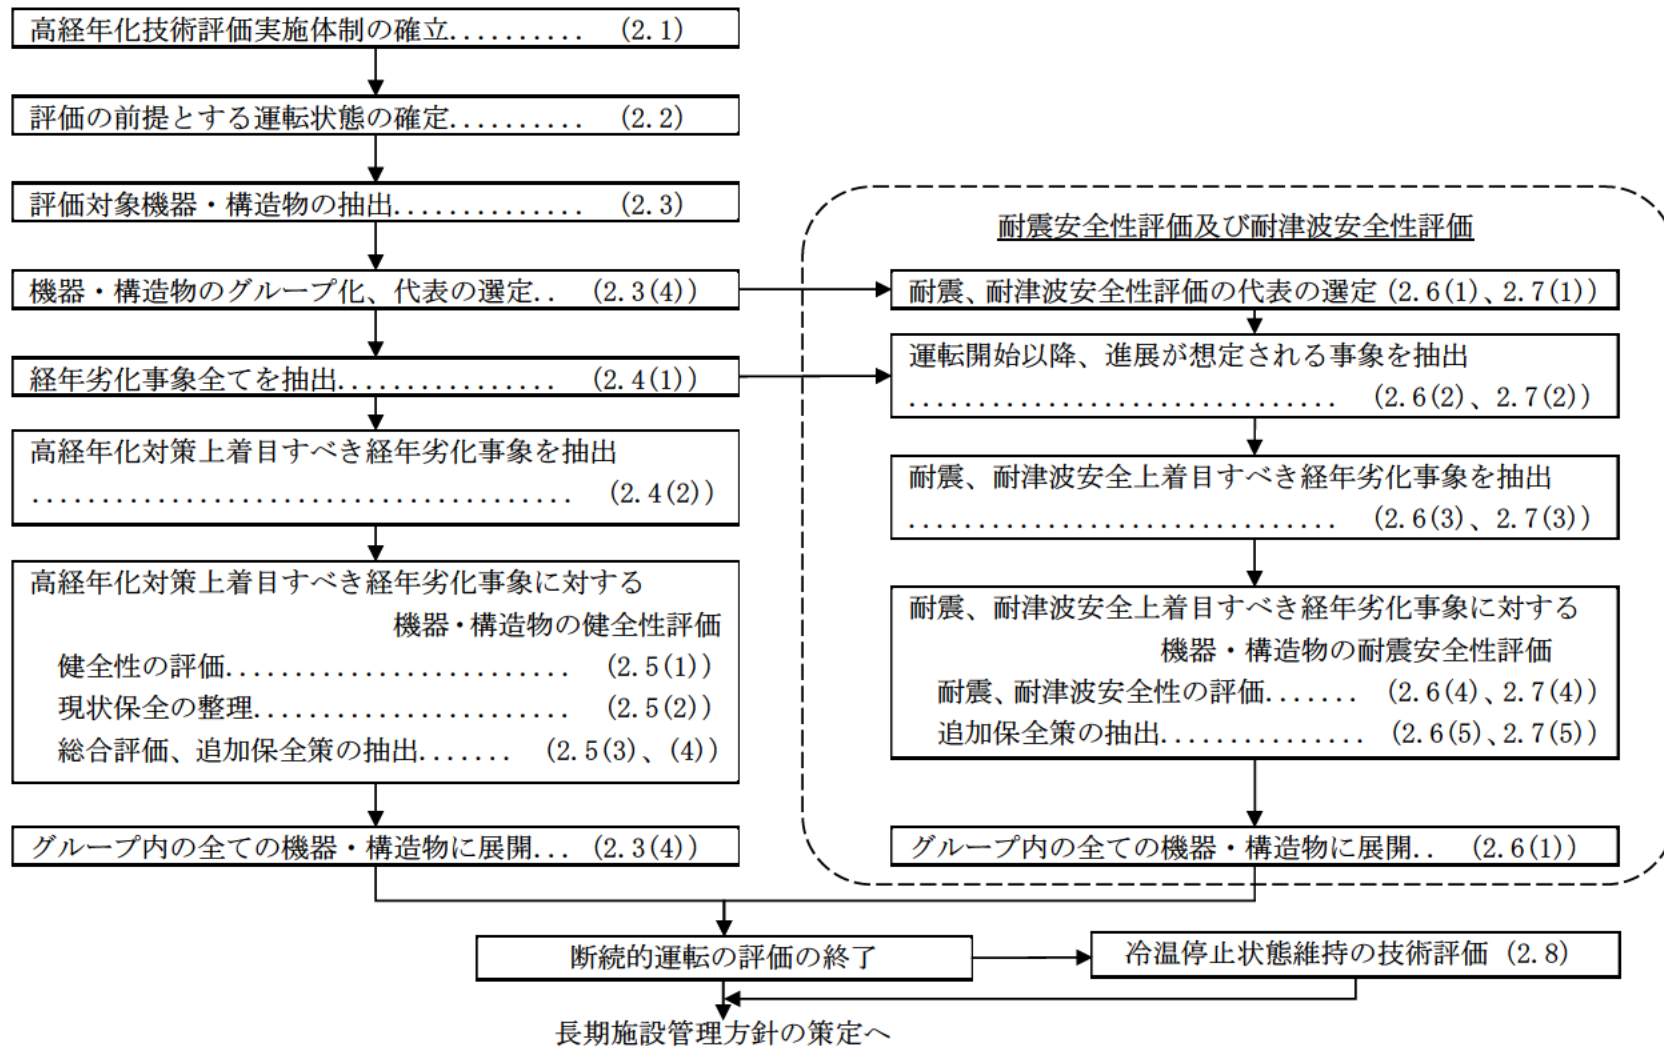 高経年化技術評価実施体制の確立.......... (2.1)
評価の前提とする運転状態の確定.......... (2.2)
評価対象機器・構造物の抽出.............. (2.3)
機器・構造物のグループ化、代表の選定.. (2.3(4))
経年劣化事象全てを抽出................ (2.4(1))
高経年化対策上着目すべき経年劣化事象を抽出
....................................... (2.4(2))
高経年化対策上着目すべき経年劣化事象に対する
機器・構造物の健全性評価
健全性の評価......................... (2.5(1))
現状保全の整理....................... (2.5(2))
総合評価、追加保全策の抽出....... (2.5(3)、(4))
グループ内の全ての機器・構造物に展開... (2.3(4))
耐震安全性評価及び耐津波安全性評価
耐震、耐津波安全性評価の代表の選定 (2.6(1)、2.7(1))
運転開始以降、進展が想定される事象を抽出
............................... (2.6(2)、2.7(2))
耐震、耐津波安全上着目すべき経年劣化事象を抽出
............................... (2.6(3)、2.7(3))
耐震、耐津波安全上着目すべき経年劣化事象に対する
機器・構造物の耐震安全性評価
耐震、耐津波安全性の評価....... (2.6(4)、2.7(4))
追加保全策の抽出............... (2.6(5)、2.7(5))
グループ内の全ての機器・構造物に展開.. (2.6(1))
断続的運転の評価の終了
冷温停止状態維持の技術評価 (2.8)
長期施設管理方針の策定へ